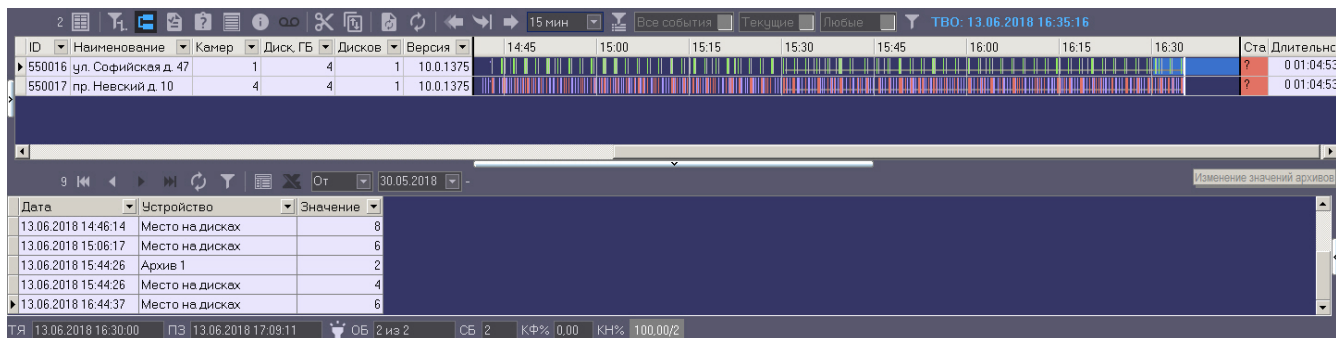 2 15 мин Все события Текущие Любые ТВО: 13.06.2018 16:35:16
ID Наименование Камер Диск, ГБ Дисков Версия 14:45 15:00 15:15 15:30 15:45 16:00 16:15 16:30 Ста Длительнс
550016 ул. Софийская д. 47 1 4 1 10.0.1375 ? 0 01:04:53
550017 пр. Невский д. 10 4 4 1 10.0.1375 ? 0 01:04:53
9 От 30.05.2018 - Изменение значений архивов
Дата Устройство Значение
13.06.2018 14:46:14 Место на дисках 8
13.06.2018 15:06:17 Место на дисках 6
13.06.2018 15:44:26 Архив 1 2
13.06.2018 15:44:26 Место на дисках 4
13.06.2018 16:44:37 Место на дисках 6
ТЯ 13.06.2018 16:30:00 ПЗ 13.06.2018 17:09:11 ОБ 2 из 2 СБ 2 КФ% 0,00 КН% 100,00/2